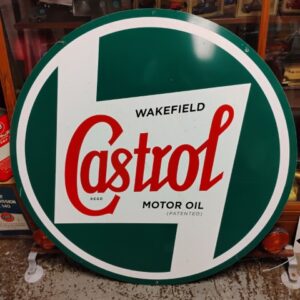 WAKEFIELD
Castrol
REGD
MOTOR OIL
(PATENTED)